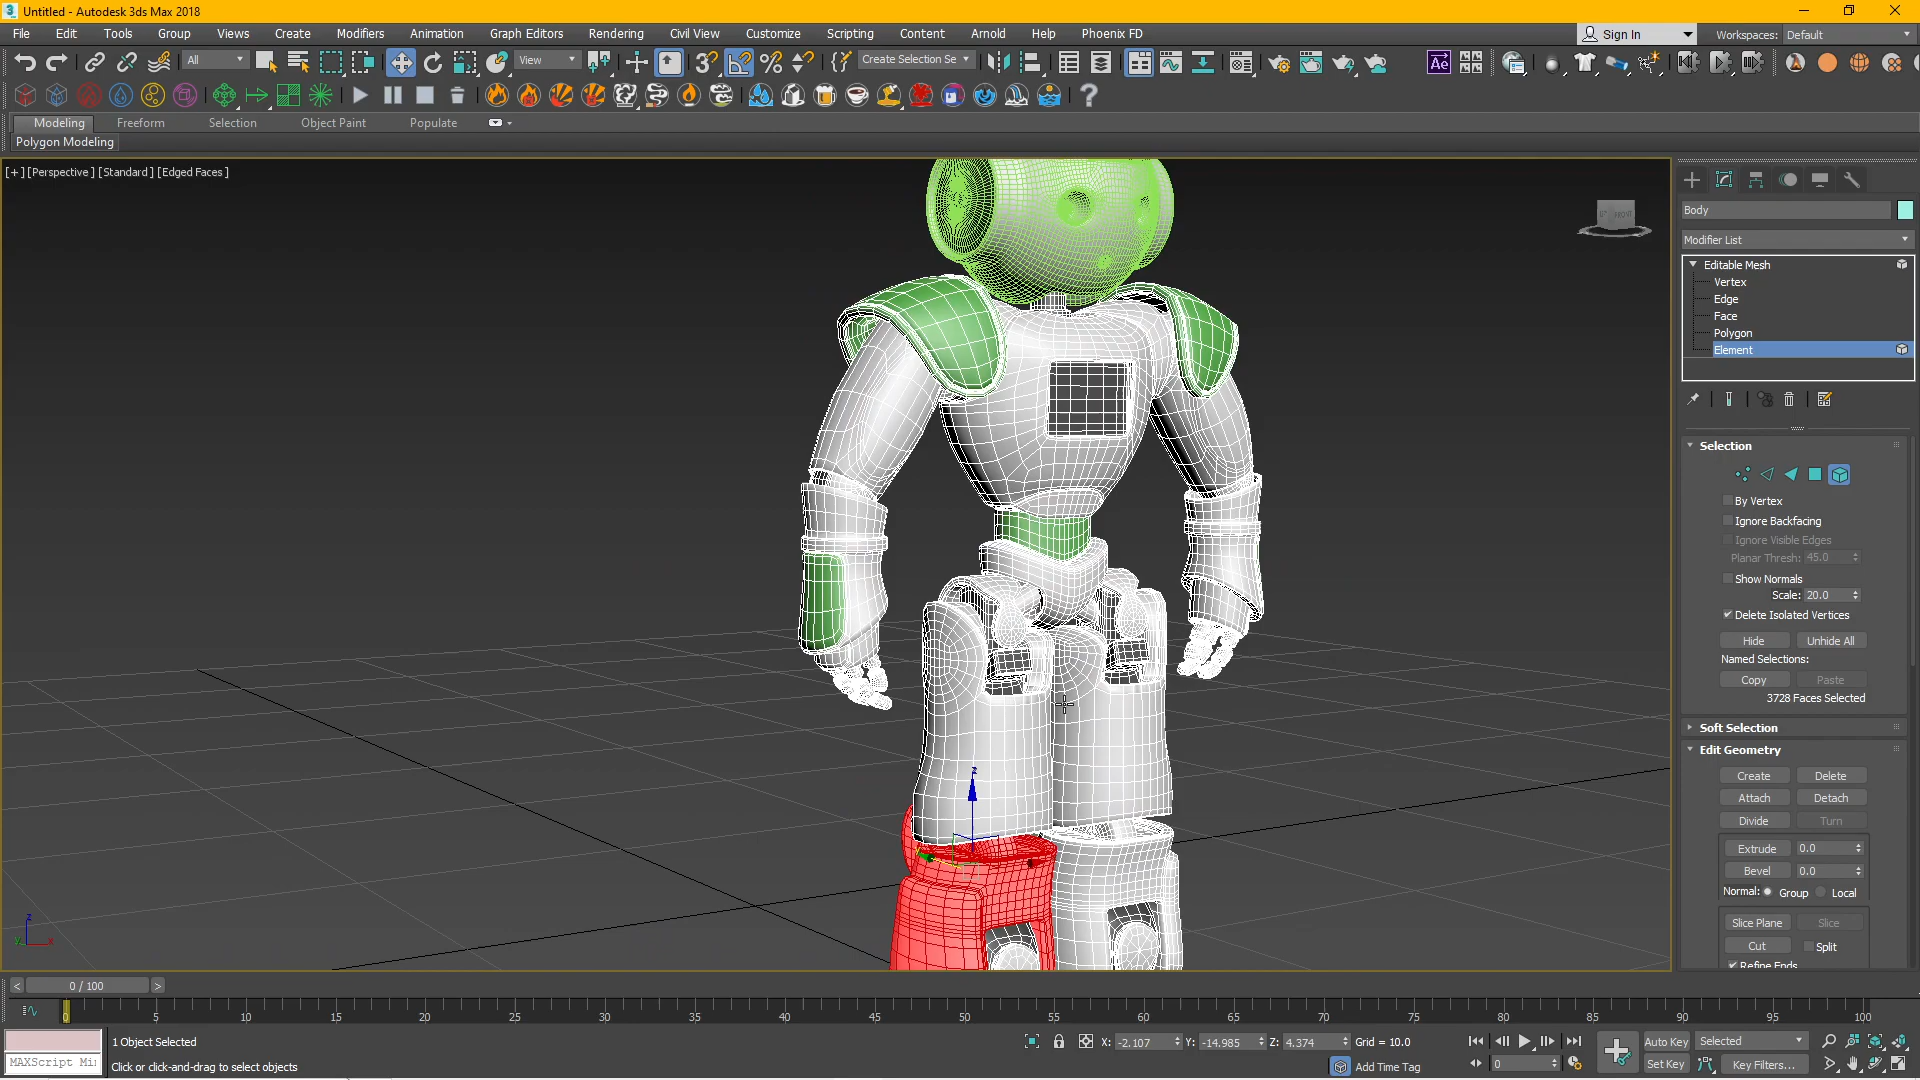 Untitled - Autodesk 3ds Max 2018
File Edit Tools Group Views Create Modifiers Animation Graph Editors Rendering Civil View Customize Scripting Content Arnold Help Phoenix FD Sign In Workspaces: Default
All View Create Selection Se Ae
Modeling Freeform Selection Object Paint Populate
Polygon Modeling
[+] [Perspective] [Standard] [Edged Faces]
Body
Modifier List
Editable Mesh
Vertex
Edge
Face
Polygon
Element
Selection
By Vertex
Ignore Backfacing
Ignore Visible Edges
Planar Thresh: 45.0
Show Normals
Scale: 20.0
Delete Isolated Vertices
Hide Unhide All
Named Selections:
Copy Paste
3728 Faces Selected
Soft Selection
Edit Geometry
Create Delete
Attach Detach
Divide Turn
Extrude 0.0
Bevel 0.0
Normal: Group Local
Slice Plane Slice
Cut Split
Refine Ends
z
z
x
< 0 / 100 >
0 5 10 15 20 25 30 35 40 45 50 55 60 65 70 75 80 85 90 95 100
1 Object Selected X: -2.107 Y: -14.985 Z: 4.374 Grid = 10.0 Auto Key Selected
MAXScript Mi Click or click-and-drag to select objects Add Time Tag 0 Set Key Key Filters...